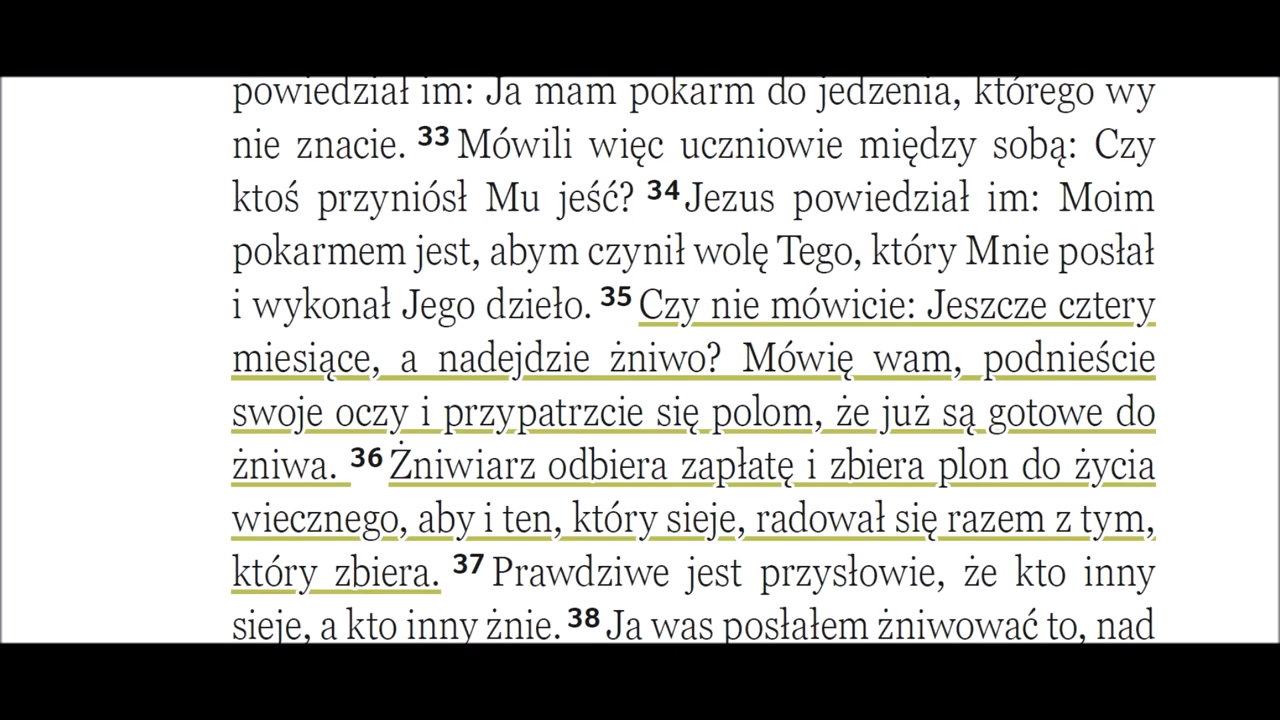 powiedział im: Ja mam pokarm do jedzenia, którego wy
nie znacie. 33 Mówili więc uczniowie między sobą: Czy
ktoś przyniósł Mu jeść? 34 Jezus powiedział im: Moim
pokarmem jest, abym czynił wolę Tego, który Mnie posłał
i wykonał Jego dzieło. 35 Czy nie mówicie: Jeszcze cztery
miesiące, a nadejdzie żniwo? Mówię wam, podnieście
swoje oczy i przypatrzcie się polom, że już są gotowe do
żniwa. 36 Żniwiarz odbiera zapłatę i zbiera plon do życia
wiecznego, aby i ten, który sieje, radował się razem z tym,
który zbiera. 37 Prawdziwe jest przysłowie, że kto inny
sieje, a kto inny żnie. 38 Ja was posłałem żniwować to, nad